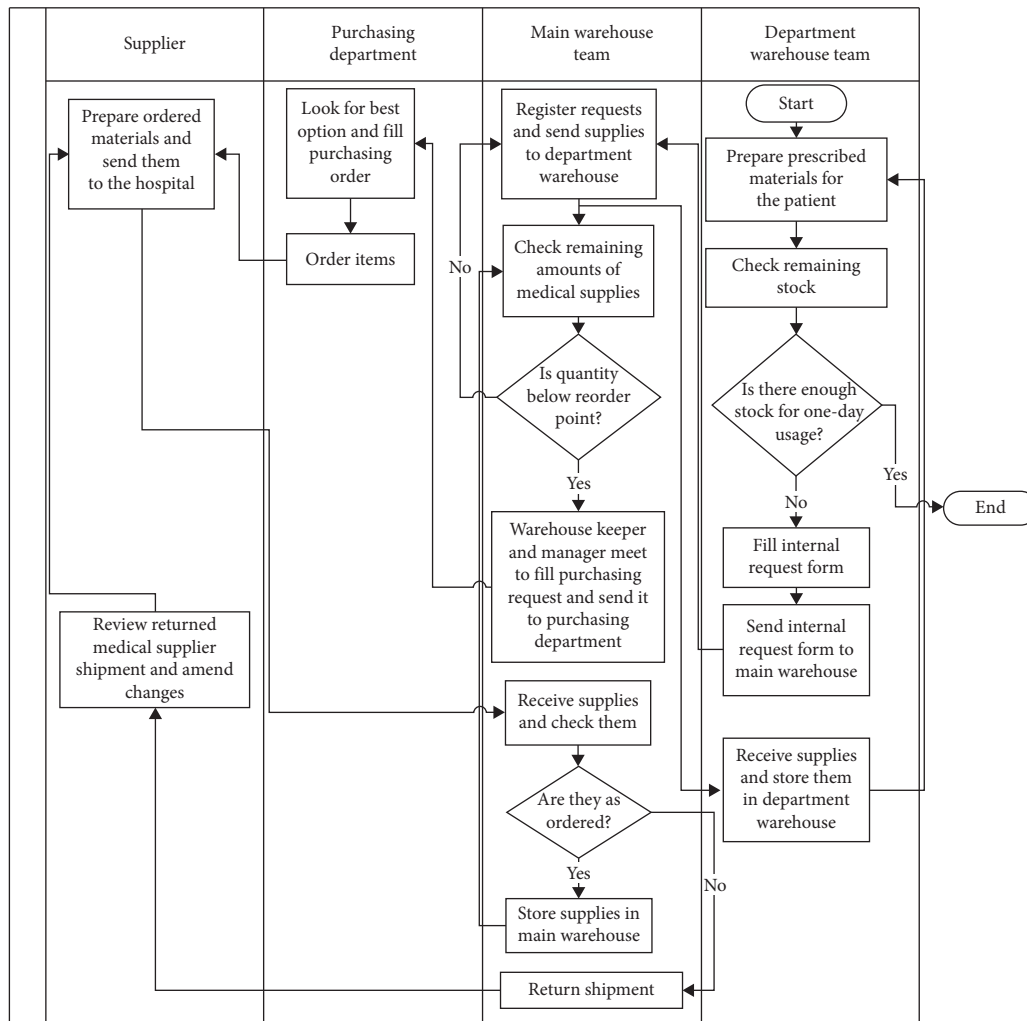 Supplier
Purchasing
department
Main warehouse
team
Department
warehouse team
Prepare ordered
materials and
send them
to the hospital
Review returned
medical supplier
shipment and amend
changes
Look for best
option and fill
purchasing
order
Order items
Register requests
and send supplies
to department
warehouse
Check remaining
amounts of
medical supplies
No
Is quantity
below reorder
point?
Yes
Warehouse keeper
and manager meet
to fill purchasing
request and send it
to purchasing
department
Receive supplies
and check them
Are they as
ordered?
Yes
No
Store supplies in
main warehouse
Return shipment
Start
Prepare prescribed
materials for
the patient
Check remaining
stock
Is there enough
stock for one-day
usage?
Yes
No
End
Fill internal
request form
Send internal
request form to
main warehouse
Receive supplies
and store them
in department
warehouse